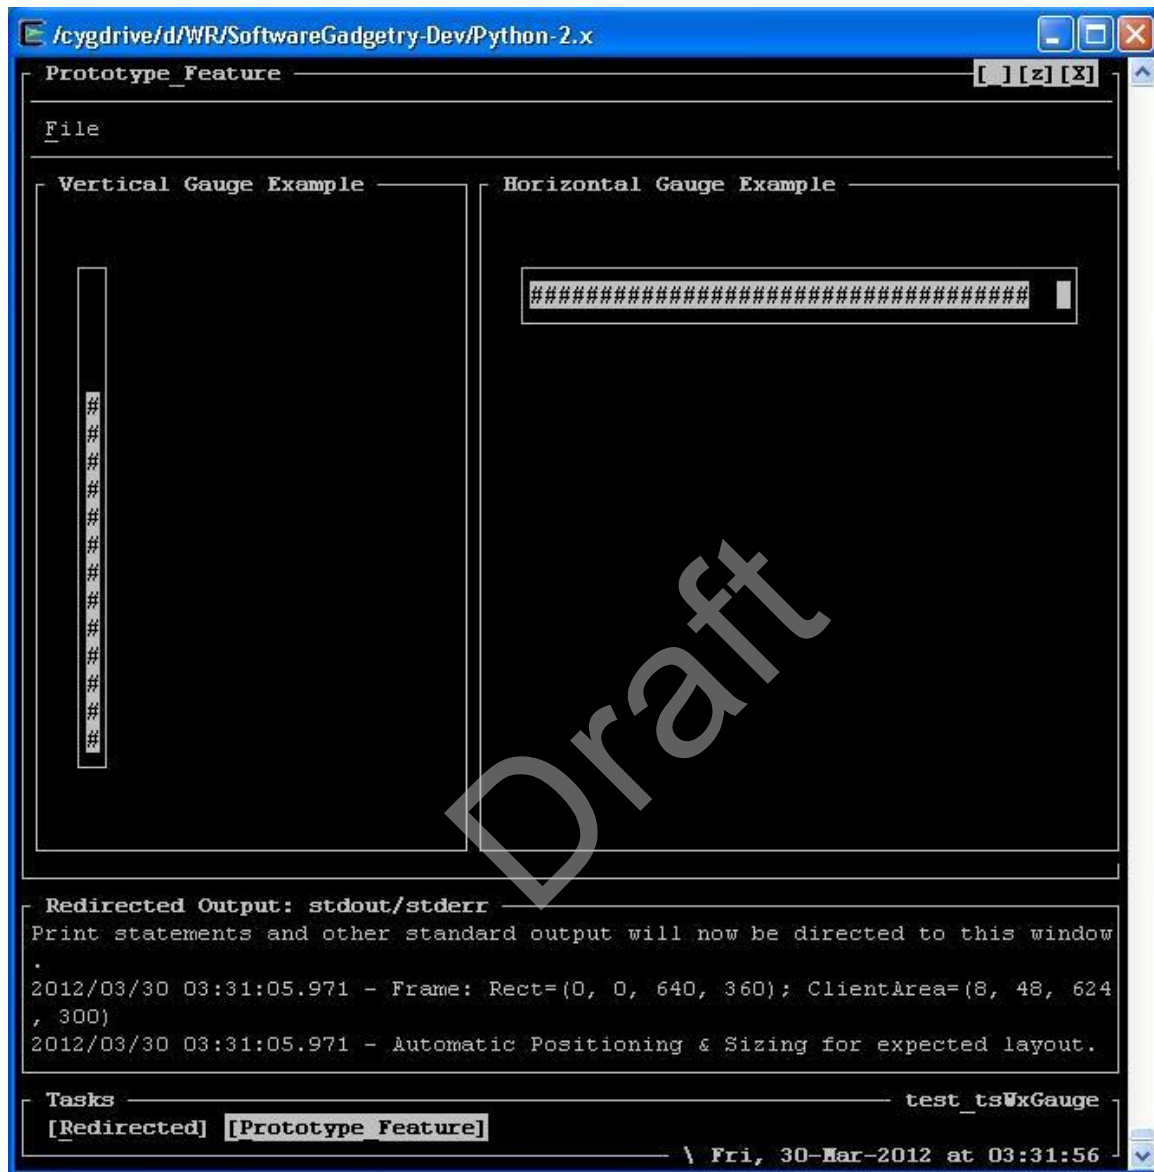 /cygdrive/d/WR/SoftwareGadgetry-Dev/Python-2.x
Prototype_Feature [_][z][X]
File
Vertical Gauge Example
Horizontal Gauge Example
####################################
#
#
#
#
#
#
#
#
#
#
#
#
#
Draft
Redirected Output: stdout/stderr
Print statements and other standard output will now be directed to this window
.
2012/03/30 03:31:05.971 - Frame: Rect=(0, 0, 640, 360); ClientArea=(8, 48, 624
, 300)
2012/03/30 03:31:05.971 - Automatic Positioning & Sizing for expected layout.
Tasks test_tsWxGauge
[Redirected] [Prototype_Feature]
\ Fri, 30-Mar-2012 at 03:31:56